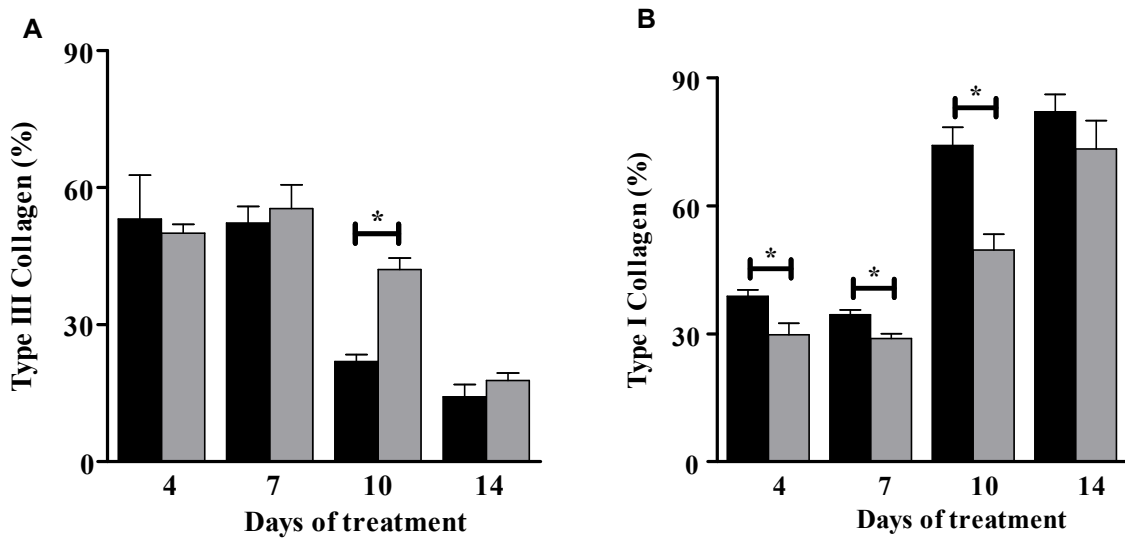 A
Type III Collagen (%)
90
60
30
0
*
4 7 10 14
Days of treatment
B
Type I Collagen (%)
90
60
30
0
*
*
*
4 7 10 14
Days of treatment